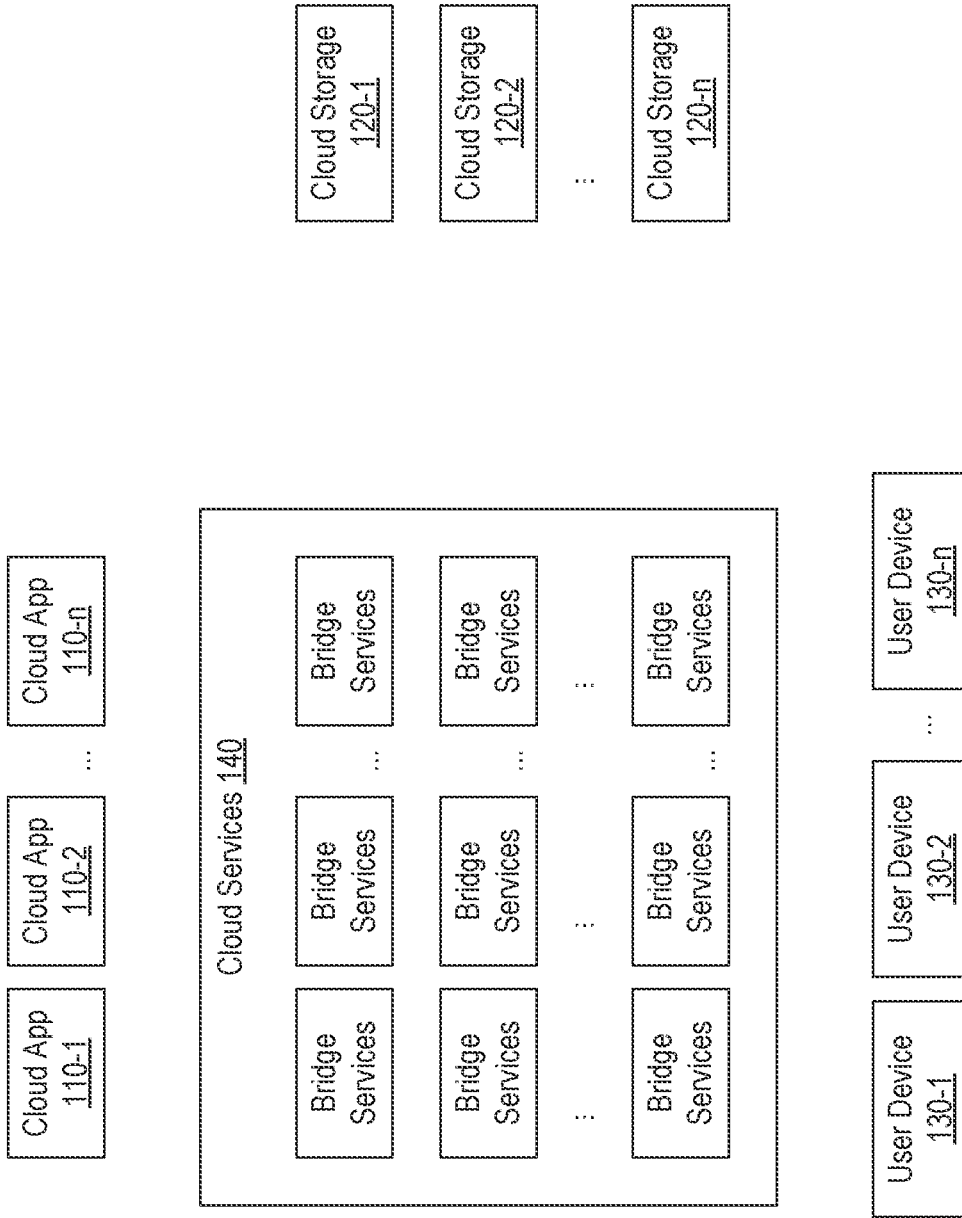 Cloud App
110-1
Cloud App
110-2
...
Cloud App
110-n
Cloud Services 140
Bridge
Services
Bridge
Services
...
Bridge
Services
Cloud Storage
120-1
Bridge
Services
Bridge
Services
...
Bridge
Services
Cloud Storage
120-2
...
...
...
...
Bridge
Services
Bridge
Services
...
Bridge
Services
Cloud Storage
120-n
User Device
130-1
User Device
130-2
...
User Device
130-n